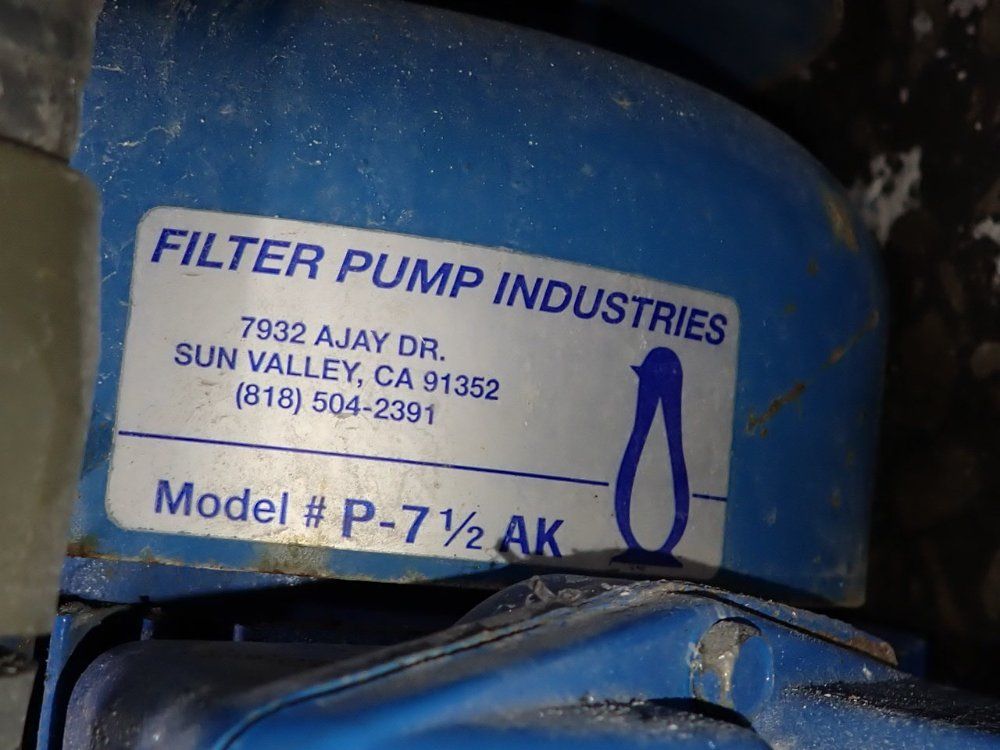 FILTER PUMP INDUSTRIES
7932 AJAY DR.
SUN VALLEY, CA 91352
(818) 504-2391
Model # P-7 ½ AK